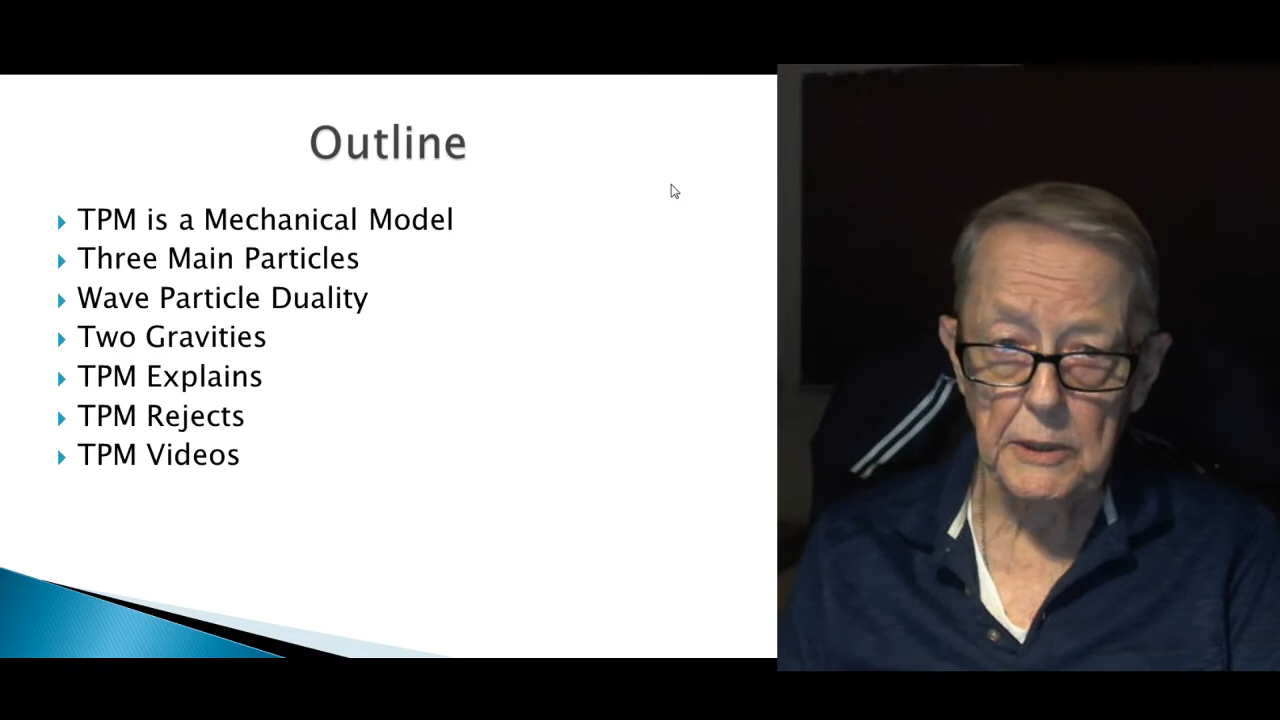 Outline
TPM is a Mechanical Model
Three Main Particles
Wave Particle Duality
Two Gravities
TPM Explains
TPM Rejects
TPM Videos